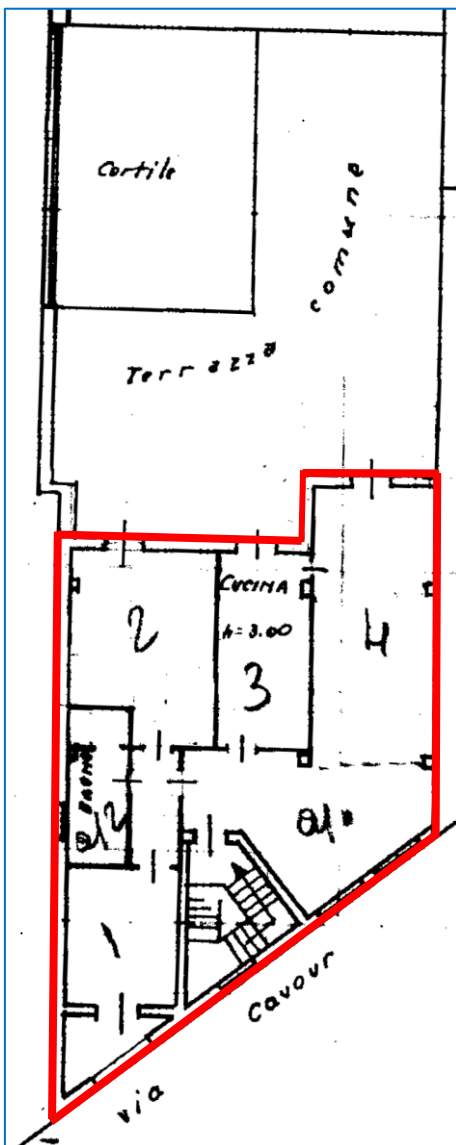 Cortile
comune
Terrazza
CUCINA
h=3.00
2
3
4
BAGNO
a/2
a/1
1
via Cavour